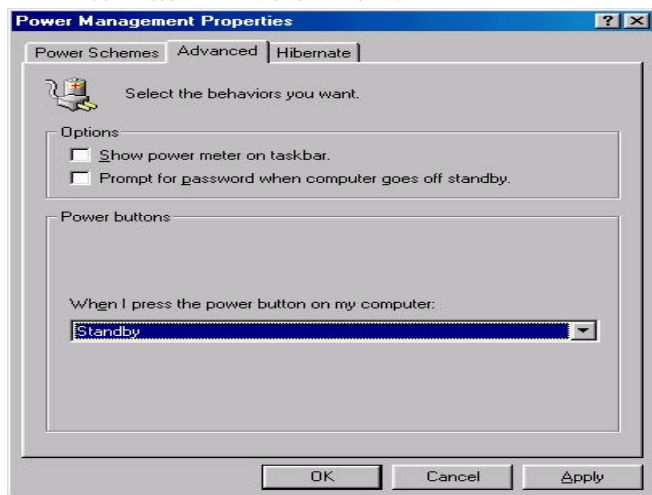 Power Management Properties
Power Schemes Advanced Hibernate
Select the behaviors you want.
Options
Show power meter on taskbar.
Prompt for password when computer goes off standby.
Power buttons
When I press the power button on my computer:
Standby
OK Cancel Apply